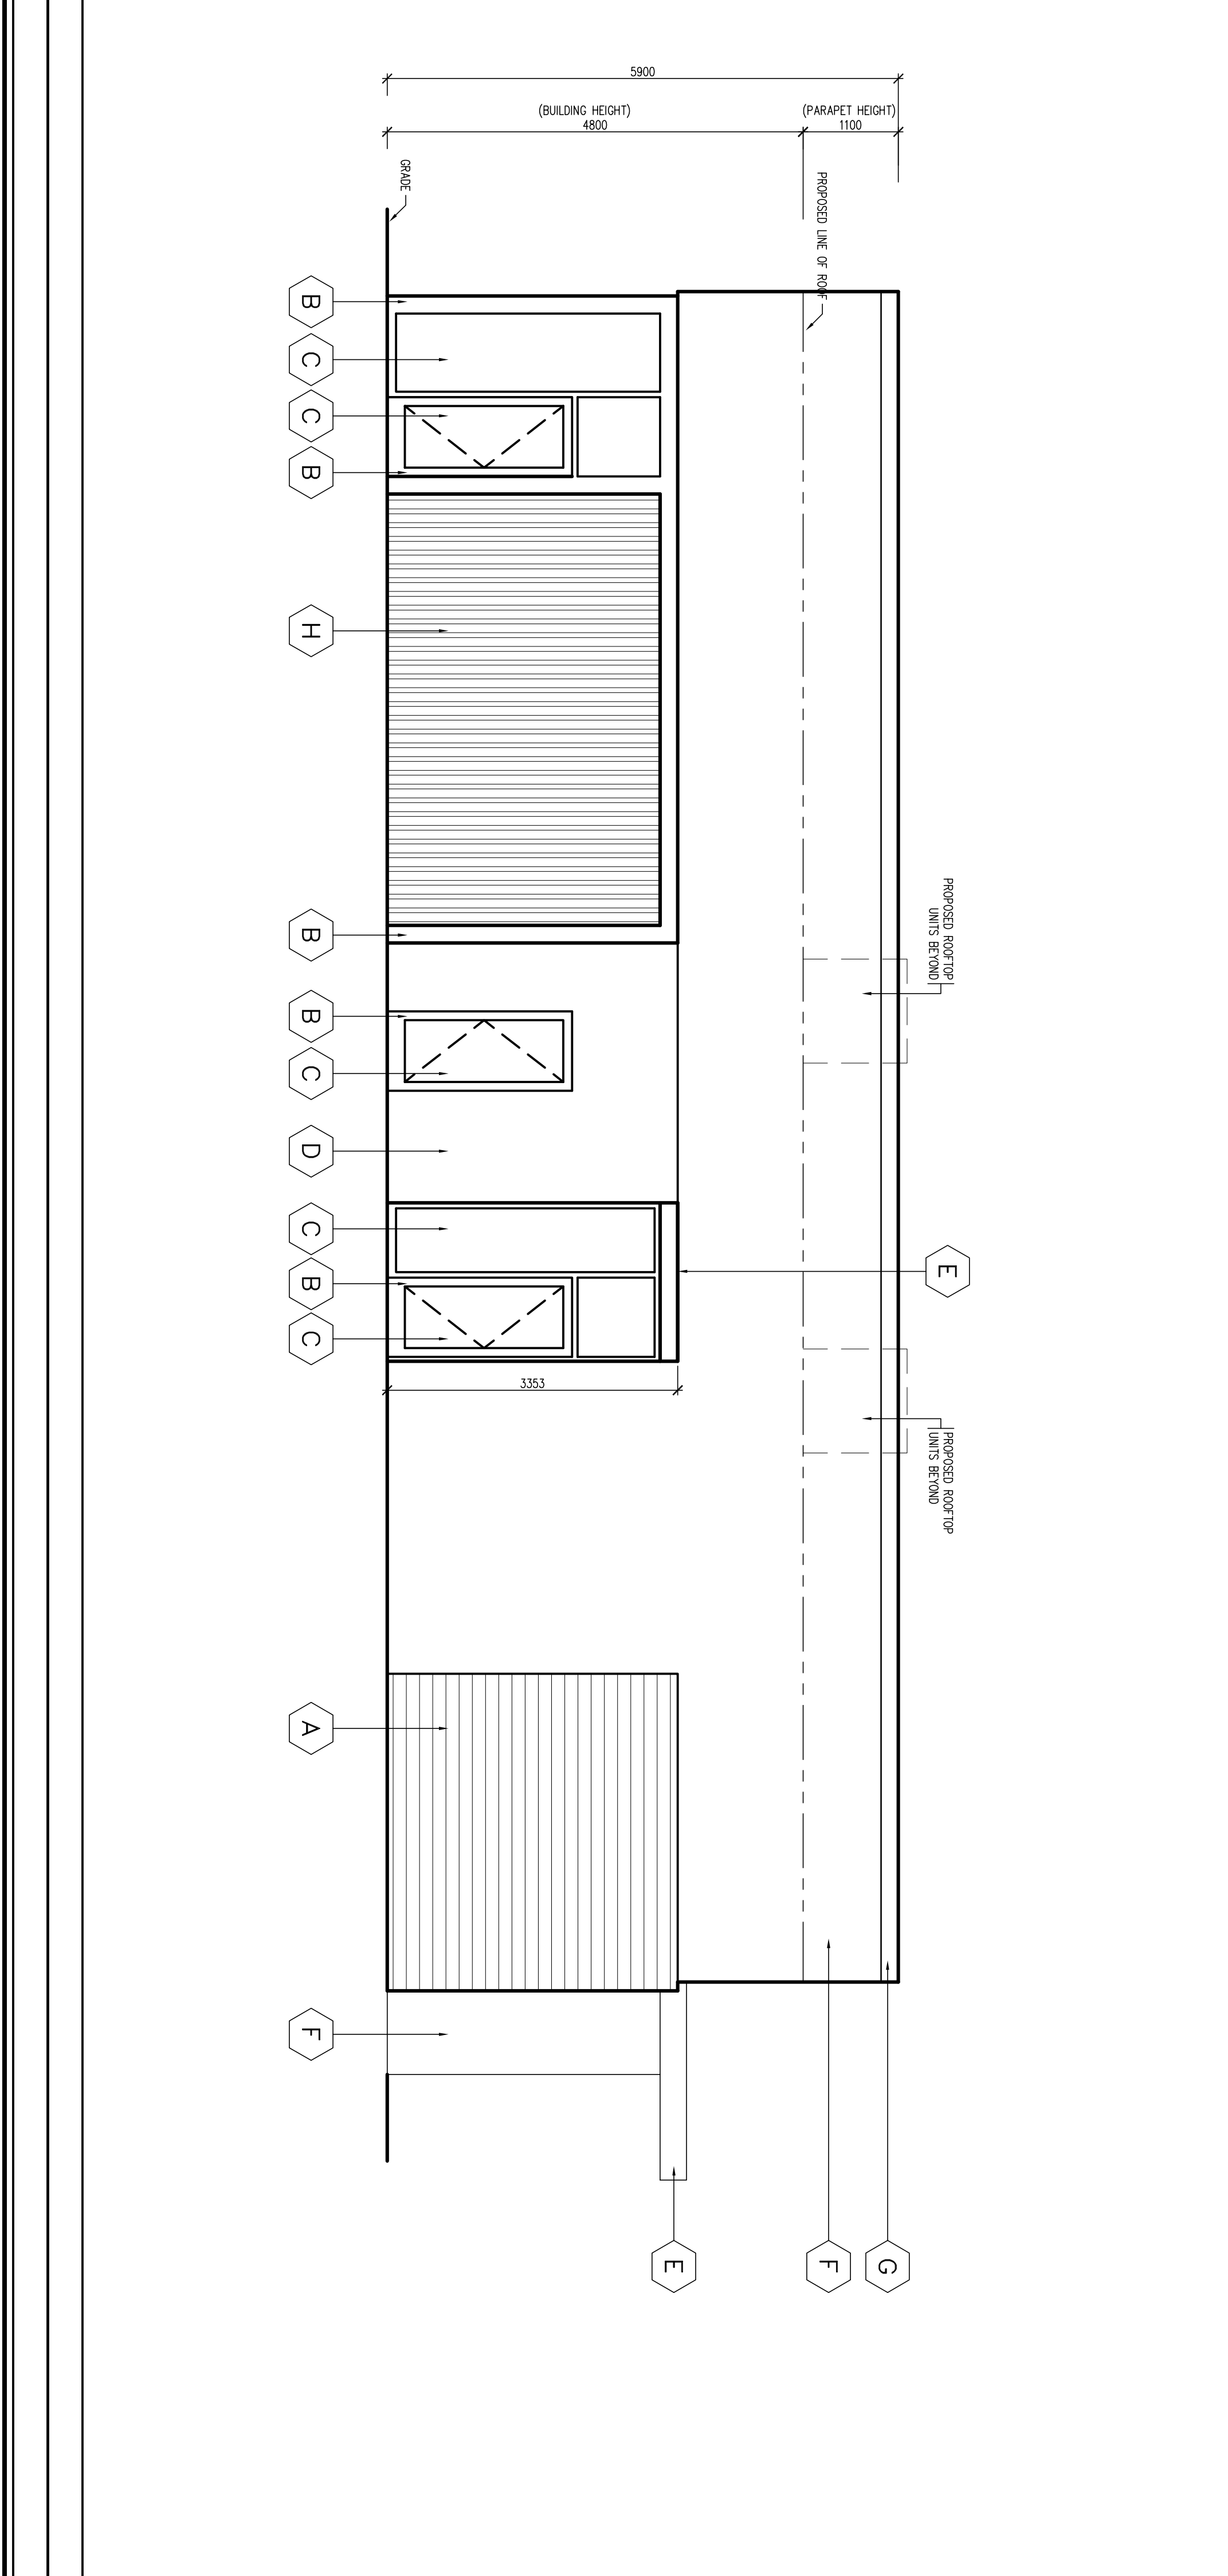 5900
(BUILDING HEIGHT)
4800
(PARAPET HEIGHT)
1100
GRADE
PROPOSED LINE OF ROOF
PROPOSED ROOFTOP
UNITS BEYOND
E
PROPOSED ROOFTOP
UNITS BEYOND
3353
B
C
C
B
H
B
B
C
D
C
B
C
A
F
E
F
G